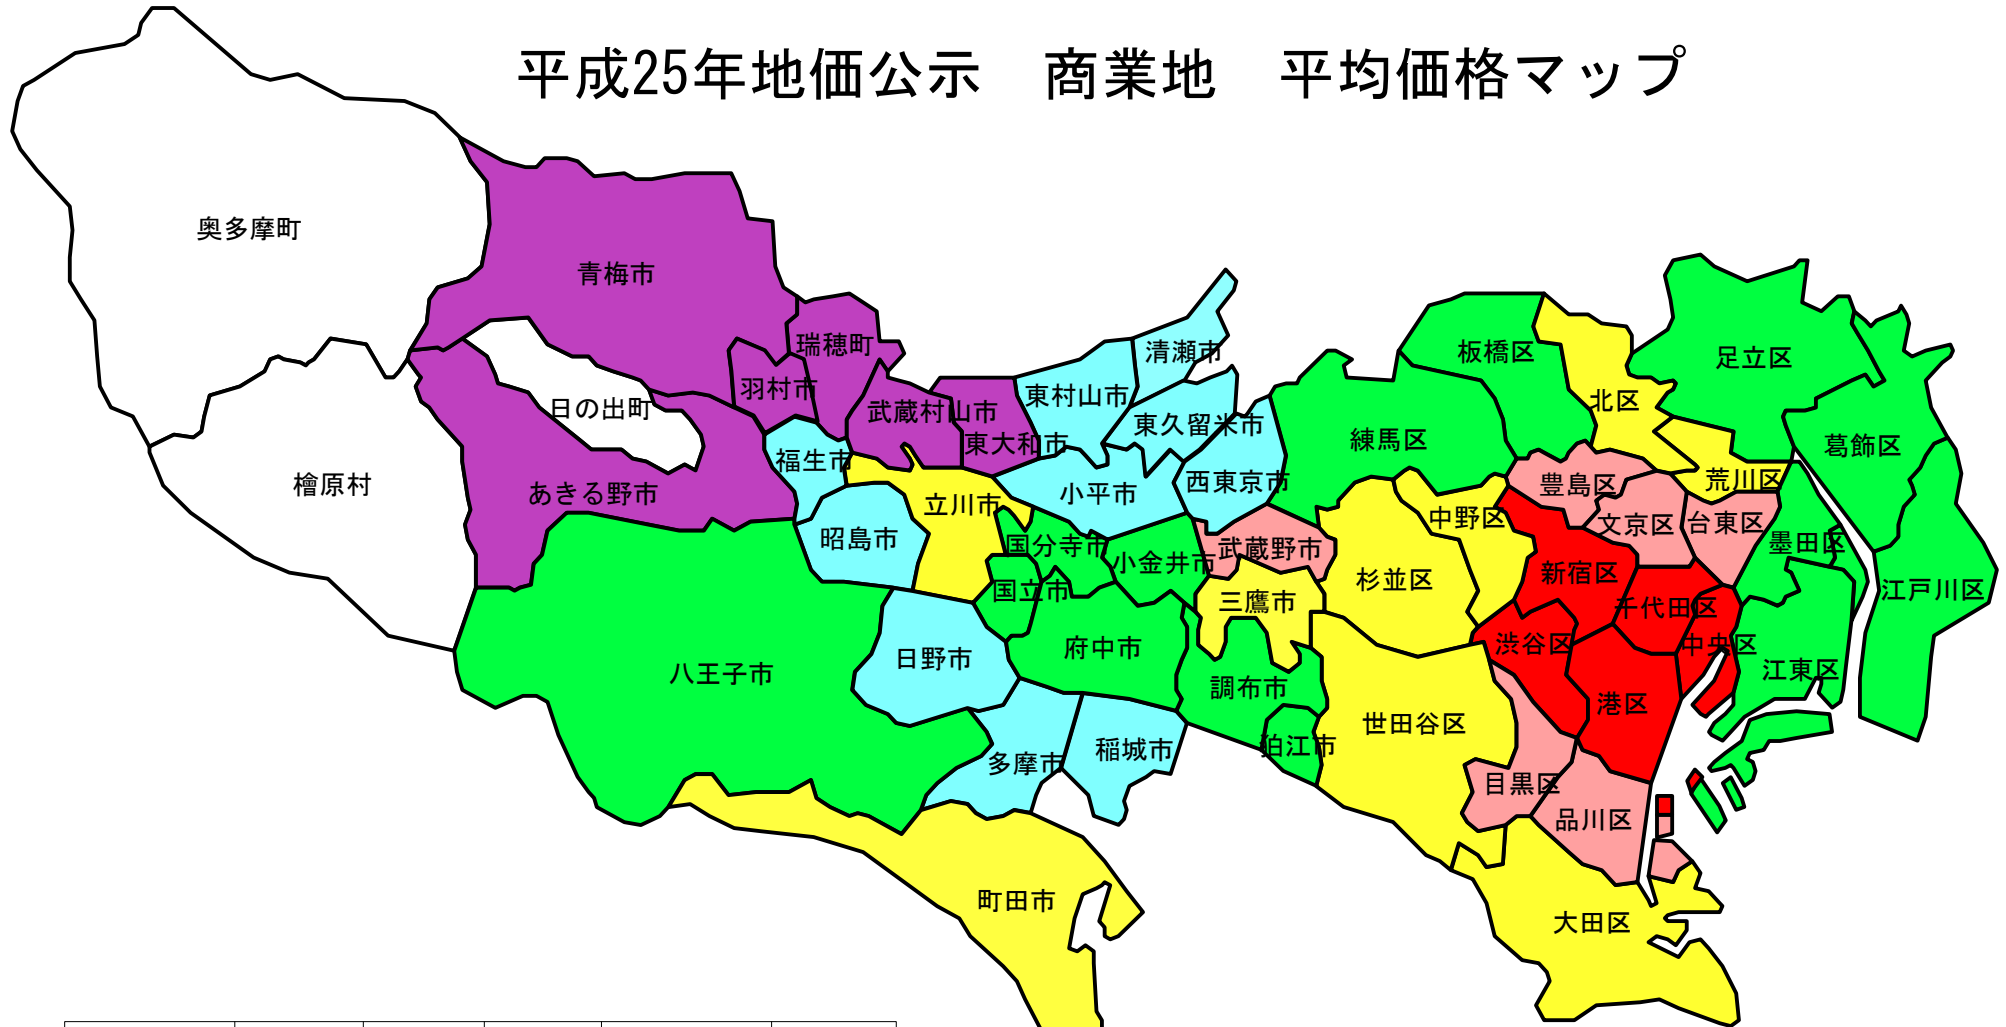 平成25年地価公示　商業地　平均価格マップ
奥多摩町
青梅市
瑞穂町
羽村市
日の出町
武蔵村山市
東大和市
東村山市
清瀬市
東久留米市
西東京市
小平市
福生市
檜原村
あきる野市
昭島市
立川市
国分寺市
国立市
小金井市
武蔵野市
三鷹市
八王子市
日野市
府中市
調布市
狛江市
多摩市
稲城市
町田市
板橋区
北区
足立区
葛飾区
練馬区
豊島区
荒川区
中野区
文京区
台東区
墨田区
杉並区
新宿区
千代田区
江戸川区
渋谷区
中央区
江東区
港区
世田谷区
目黒区
品川区
大田区